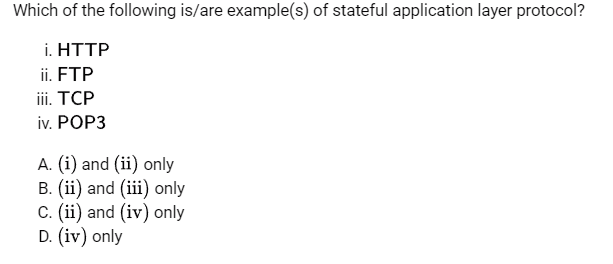 Which of the following is/are example(s) of stateful application layer protocol?
i. HTTP
ii. FTP
iii. TCP
iv. POP3
A. (i) and (ii) only
B. (ii) and (iii) only
C. (ii) and (iv) only
D. (iv) only